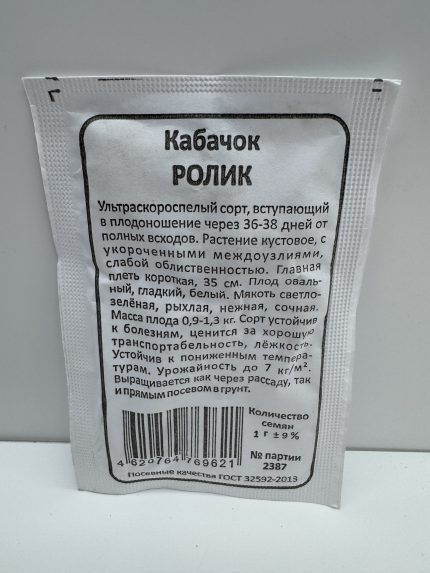 Кабачок
РОЛИК
Ультраскороспелый сорт, вступающий
в плодоношение через 36-38 дней от
полных всходов. Растение кустовое, с
укороченными междоузлиями,
слабой облиственностью. Главная
плеть короткая, 35 см. Плод оваль-
ный, гладкий, белый. Мякоть светло-
зелёная, рыхлая, нежная, сочная.
Масса плода 0,9-1,3 кг. Сорт устойчив
к болезням, ценится за хорошую
транспортабельность, лёжкость.
Устойчив к пониженным темпера-
турам. Урожайность до 7 кг/м².
Выращивается как через рассаду, так
и прямым посевом в грунт.
Количество
семян
1 г ± 9 %
№ партии
2387
4 620764 769621
Посевные качества ГОСТ 32592-2013